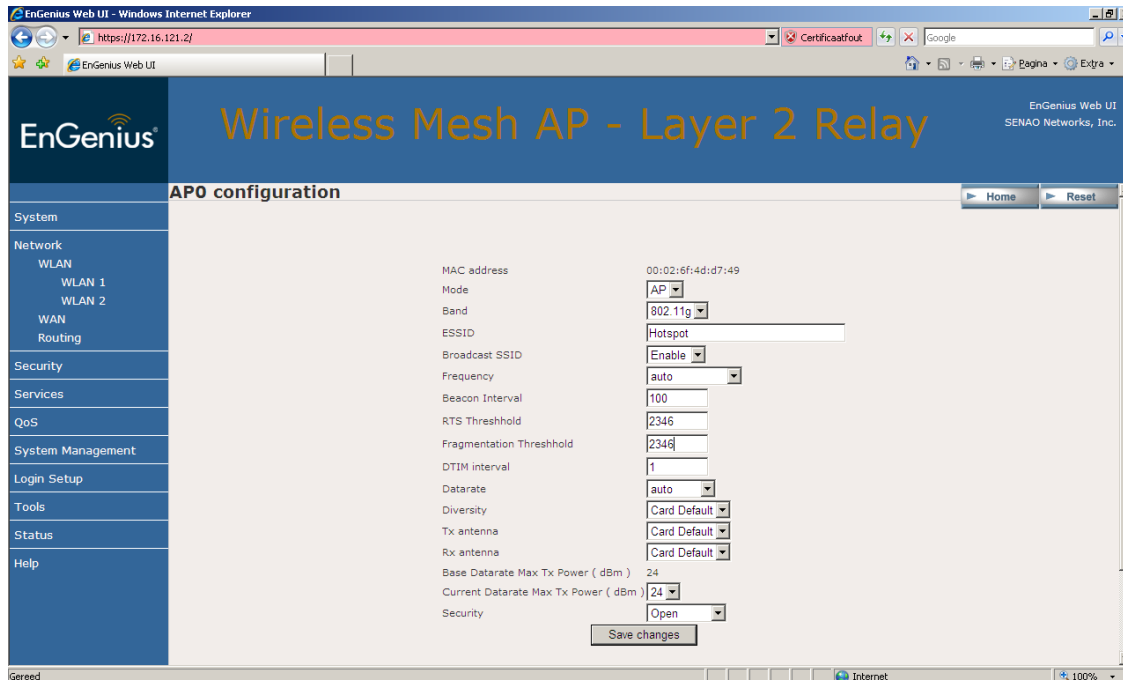 EnGenius Web UI - Windows Internet Explorer
https://172.16.121.2/
Certificaatfout
Google
EnGenius Web UI
Pagina
Extra
EnGenius®
Wireless Mesh AP - Layer 2 Relay
EnGenius Web UI
SENAO Networks, Inc.
AP0 configuration
Home
Reset
System
Network
WLAN
WLAN 1
WLAN 2
WAN
Routing
Security
Services
QoS
System Management
Login Setup
Tools
Status
Help
MAC address 00:02:6f:4d:d7:49
Mode AP
Band 802.11g
ESSID Hotspot
Broadcast SSID Enable
Frequency auto
Beacon Interval 100
RTS Threshhold 2346
Fragmentation Threshhold 2346
DTIM interval 1
Datarate auto
Diversity Card Default
Tx antenna Card Default
Rx antenna Card Default
Base Datarate Max Tx Power ( dBm ) 24
Current Datarate Max Tx Power ( dBm ) 24
Security Open
Save changes
Gereed
Internet
100%